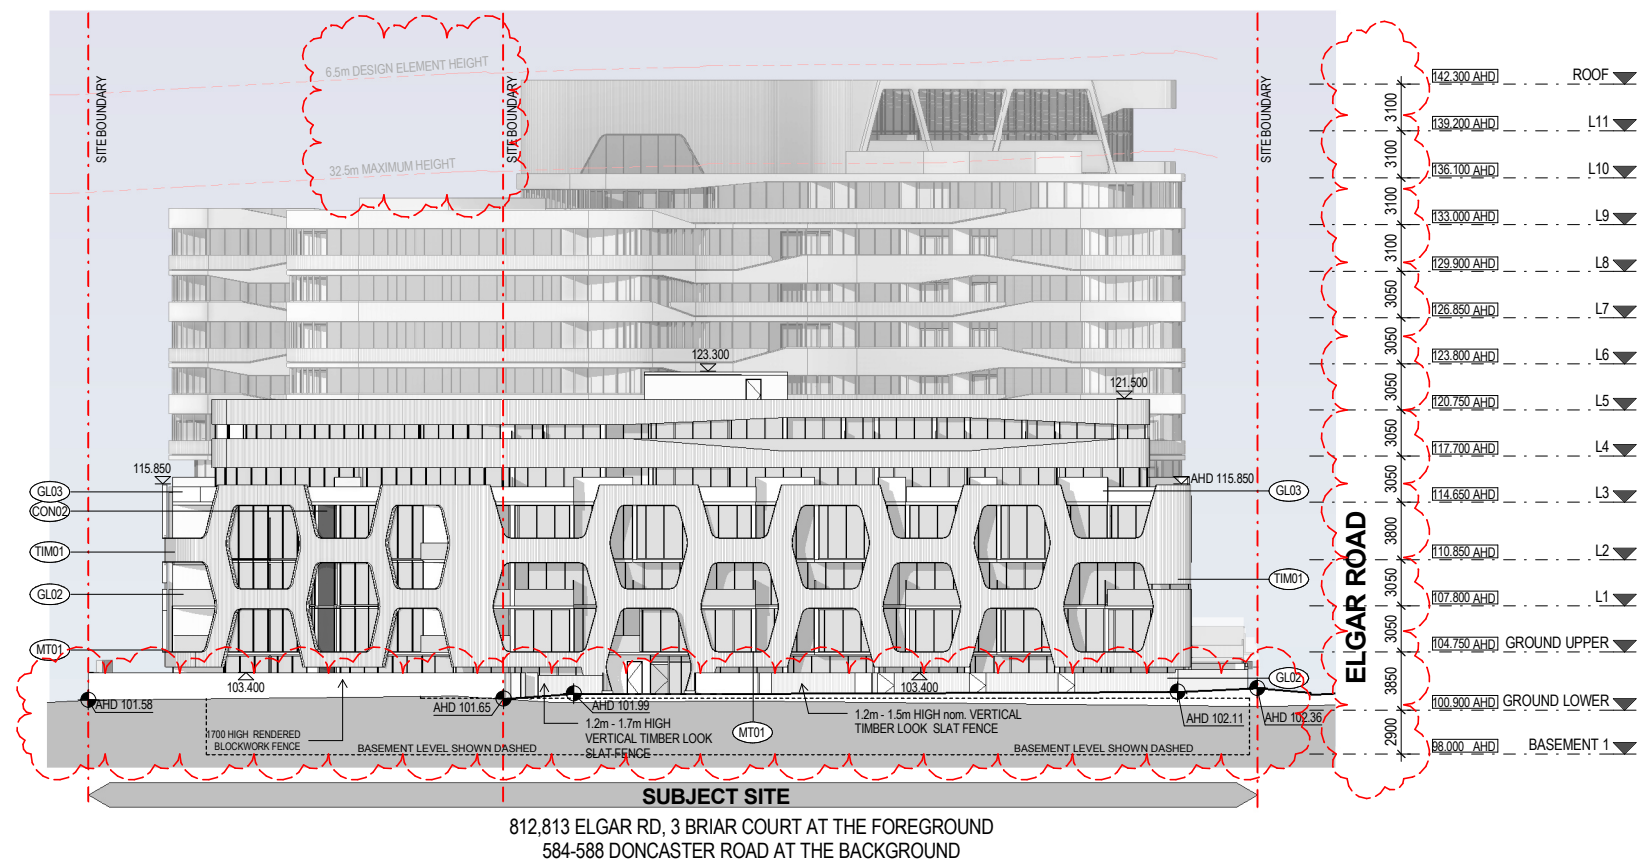 6.5m DESIGN ELEMENT HEIGHT
32.5m MAXIMUM HEIGHT
SITE BOUNDARY
SITE BOUNDARY
SITE BOUNDARY
142.300 AHD ROOF
3100
139.200 AHD L11
3100
136.100 AHD L10
3100
133.000 AHD L9
3100
129.900 AHD L8
3050
126.850 AHD L7
3050
123.800 AHD L6
3050
120.750 AHD L5
3050
117.700 AHD L4
3050
114.650 AHD L3
3800
110.850 AHD L2
3050
107.800 AHD L1
3050
104.750 AHD GROUND UPPER
3850
100.900 AHD GROUND LOWER
2900
98.000 AHD BASEMENT 1
ELGAR ROAD
123.300
121.500
115.850
AHD 115.850
GL03
CON02
TIM01
GL02
MT01
GL03
TIM01
GL02
MT01
103.400
103.400
AHD 101.58
AHD 101.65
AHD 101.99
AHD 102.11
AHD 102.36
1700 HIGH RENDERED
BLOCKWORK FENCE
1.2m - 1.7m HIGH
VERTICAL TIMBER LOOK
SLAT FENCE
1.2m - 1.5m HIGH nom. VERTICAL
TIMBER LOOK SLAT FENCE
BASEMENT LEVEL SHOWN DASHED
BASEMENT LEVEL SHOWN DASHED
SUBJECT SITE
812,813 ELGAR RD, 3 BRIAR COURT AT THE FOREGROUND
584-588 DONCASTER ROAD AT THE BACKGROUND